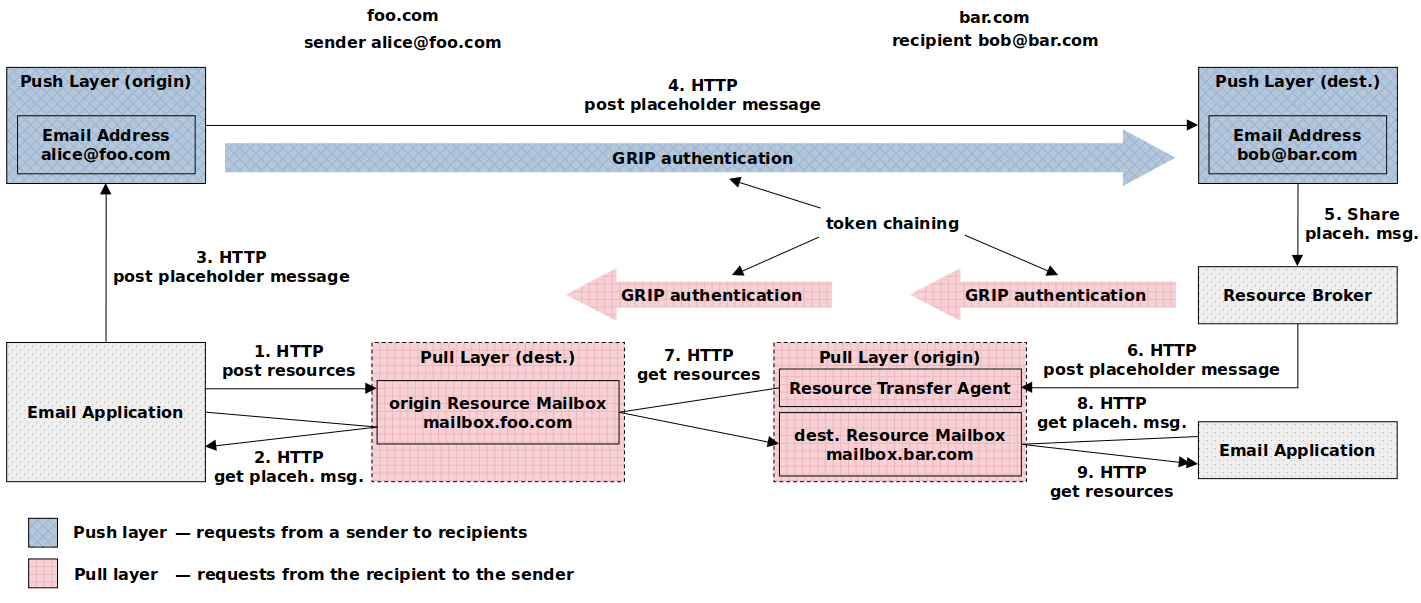 foo.com
sender alice@foo.com
bar.com
recipient bob@bar.com
Push Layer (origin)
Email Address
alice@foo.com
4. HTTP
post placeholder message
GRIP authentication
Push Layer (dest.)
Email Address
bob@bar.com
token chaining
5. Share
placeh. msg.
3. HTTP
post placeholder message
GRIP authentication
GRIP authentication
Resource Broker
Email Application
1. HTTP
post resources
2. HTTP
get placeh. msg.
Pull Layer (dest.)
origin Resource Mailbox
mailbox.foo.com
7. HTTP
get resources
Pull Layer (origin)
Resource Transfer Agent
dest. Resource Mailbox
mailbox.bar.com
6. HTTP
post placeholder message
8. HTTP
get placeh. msg.
9. HTTP
get resources
Email Application
Push layer — requests from a sender to recipients
Pull layer — requests from the recipient to the sender